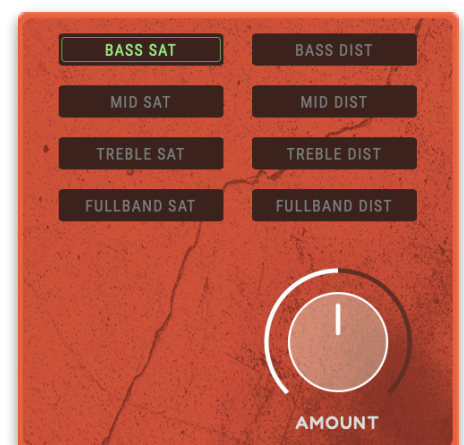 BASS SAT
BASS DIST
MID SAT
MID DIST
TREBLE SAT
TREBLE DIST
FULLBAND SAT
FULLBAND DIST
AMOUNT